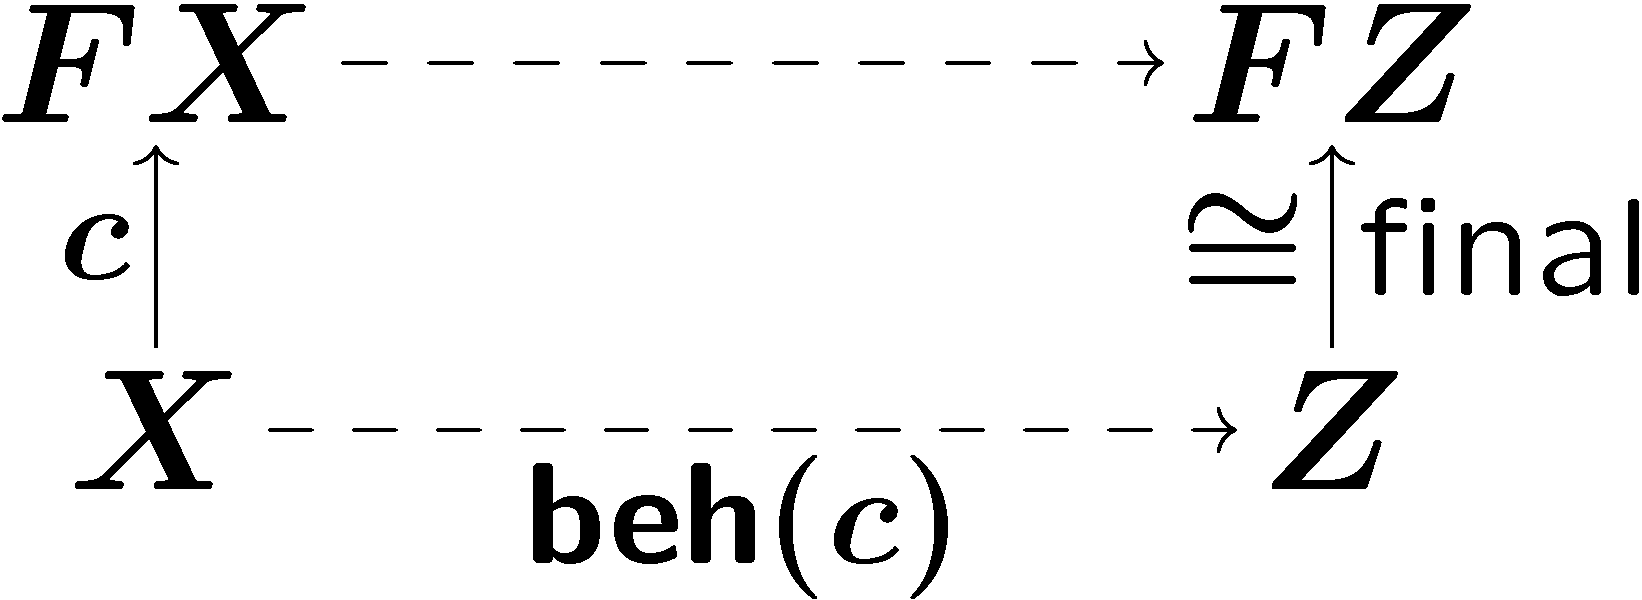 FX FZ
c ≅ final
X Z
beh(c)